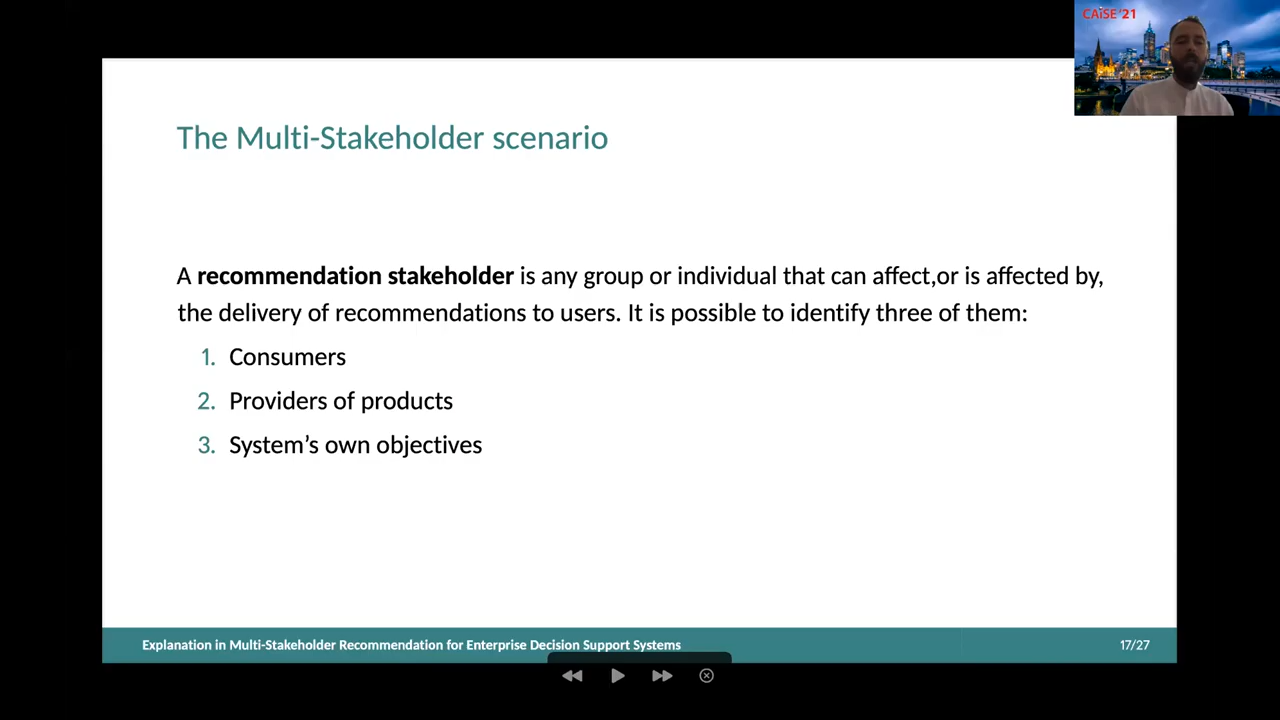 CAiSE '21
The Multi-Stakeholder scenario
A recommendation stakeholder is any group or individual that can affect,or is affected by,
the delivery of recommendations to users. It is possible to identify three of them:
1. Consumers
2. Providers of products
3. System’s own objectives
Explanation in Multi-Stakeholder Recommendation for Enterprise Decision Support Systems
17/27